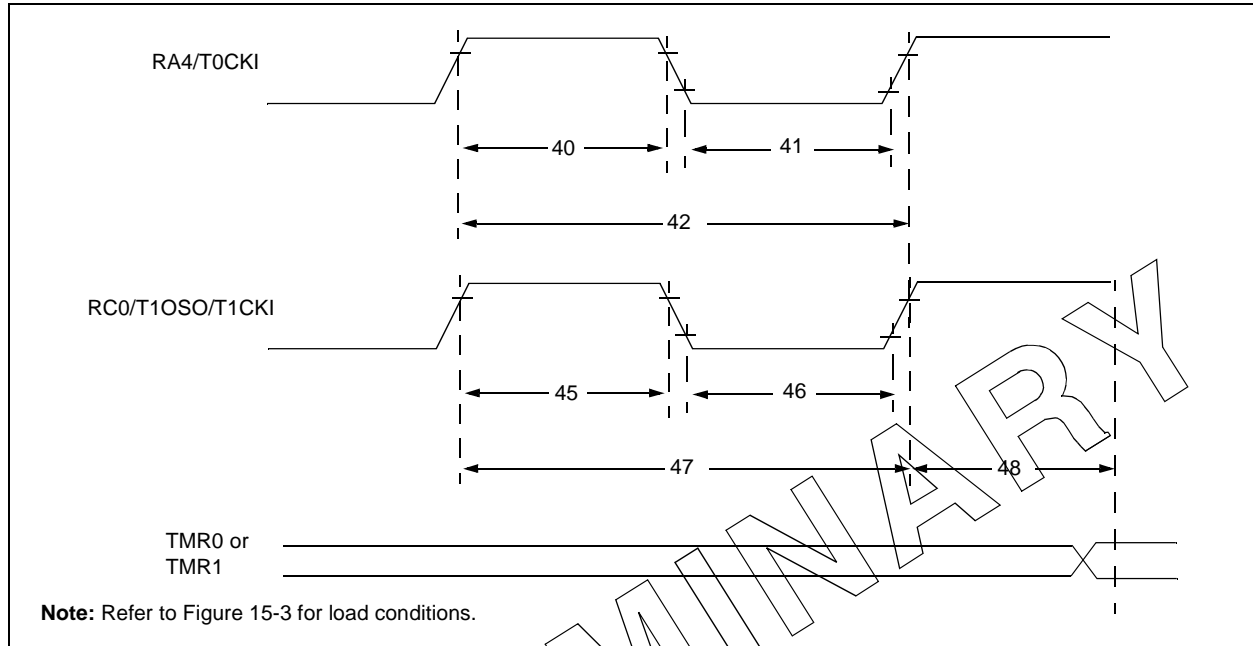 RA4/T0CKI
40
41
42
RC0/T1OSO/T1CKI
45
46
47
48
TMR0 or
TMR1
Note: Refer to Figure 15-3 for load conditions.
MINARY